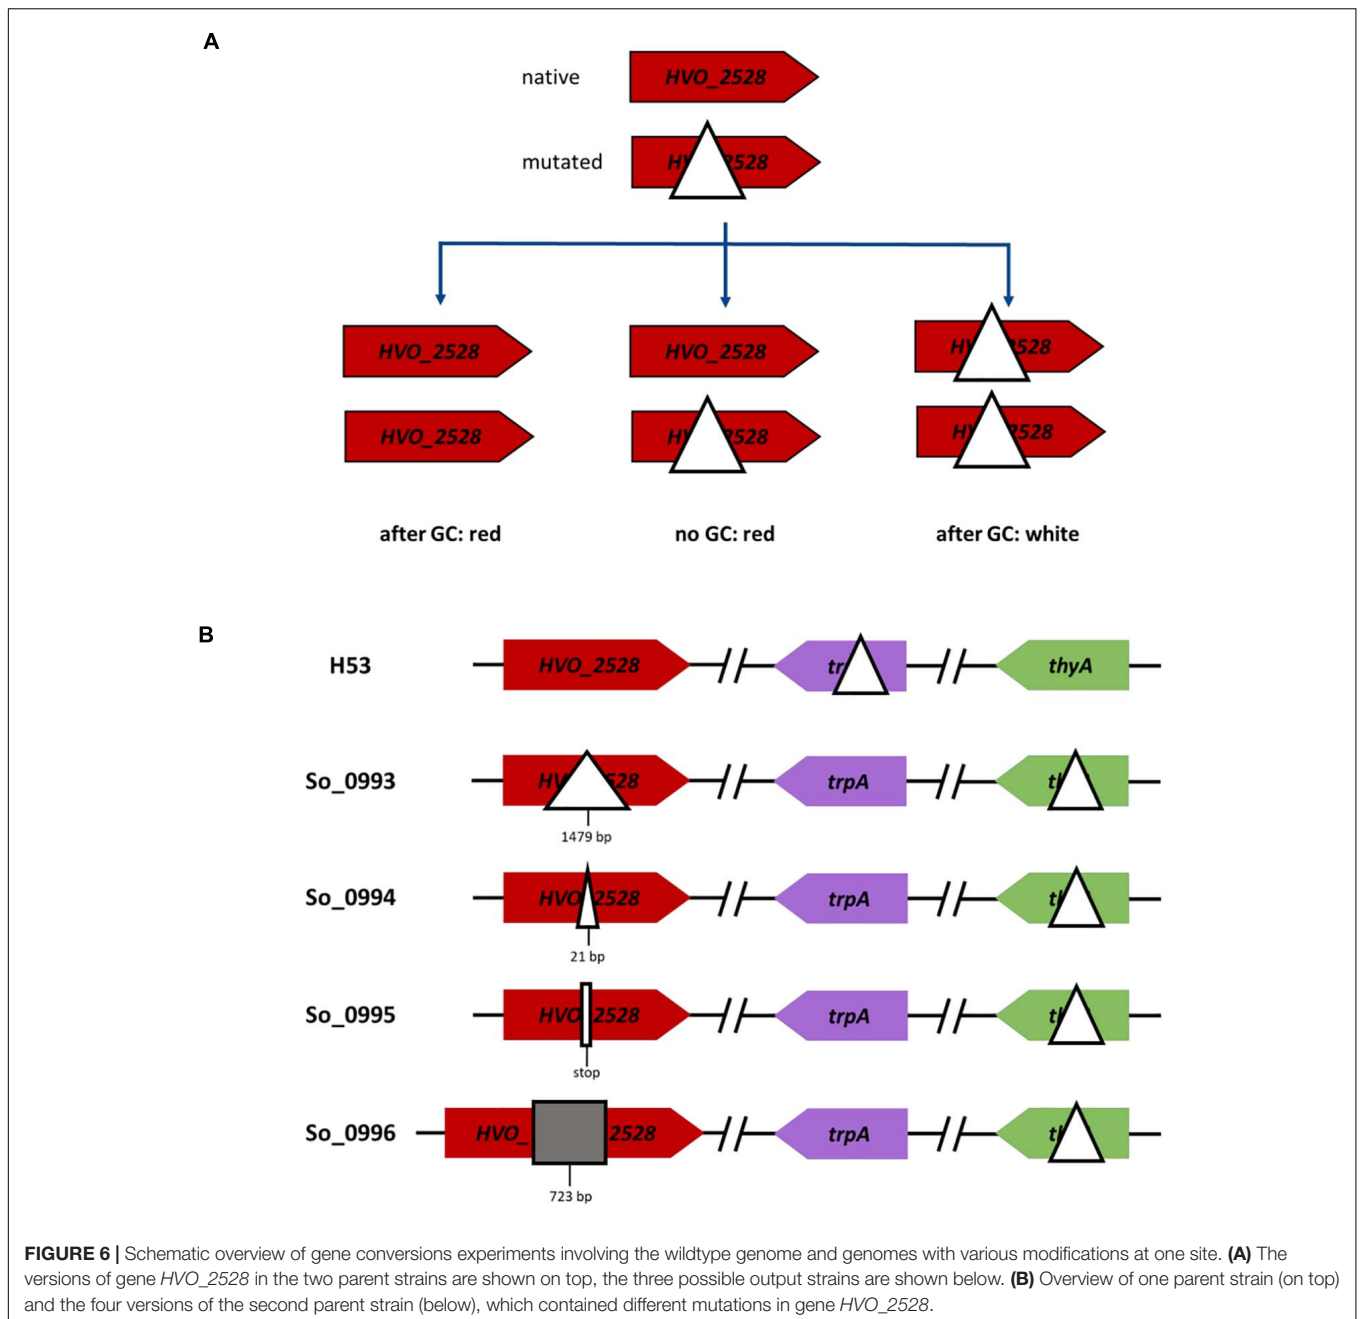 A
native
HVO_2528
mutated
HV 2528
HVO_2528
HVO_2528
HV 2528
HVO_2528
HV 2528
HV 2528
after GC: red
no GC: red
after GC: white
B
H53
HVO_2528
tr
thyA
So_0993
HV 528
trpA
t
1479 bp
So_0994
HVO 2528
trpA
t
21 bp
So_0995
HVO 2528
trpA
t
stop
So_0996
HVO_ 2528
trpA
t
723 bp
FIGURE 6 | Schematic overview of gene conversions experiments involving the wildtype genome and genomes with various modifications at one site. (A) The
versions of gene HVO_2528 in the two parent strains are shown on top, the three possible output strains are shown below. (B) Overview of one parent strain (on top)
and the four versions of the second parent strain (below), which contained different mutations in gene HVO_2528.